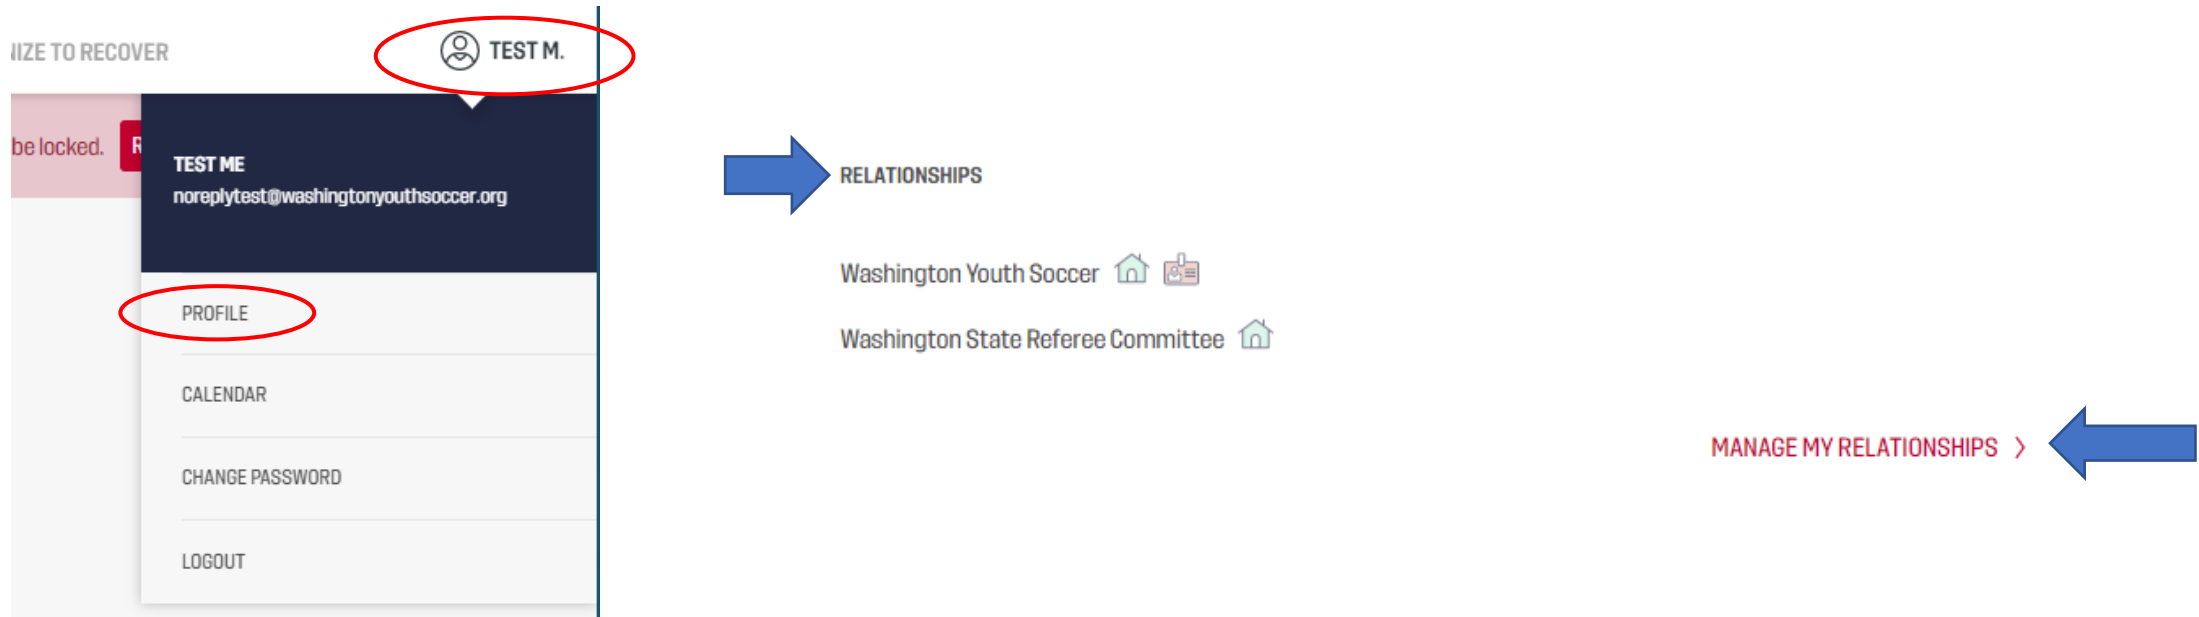 TO RECOVER
TEST M.
be locked.
TEST ME
noreplytest@washingtonyouthsoccer.org
PROFILE
CALENDAR
CHANGE PASSWORD
LOGOUT
RELATIONSHIPS
Washington Youth Soccer
Washington State Referee Committee
MANAGE MY RELATIONSHIPS >